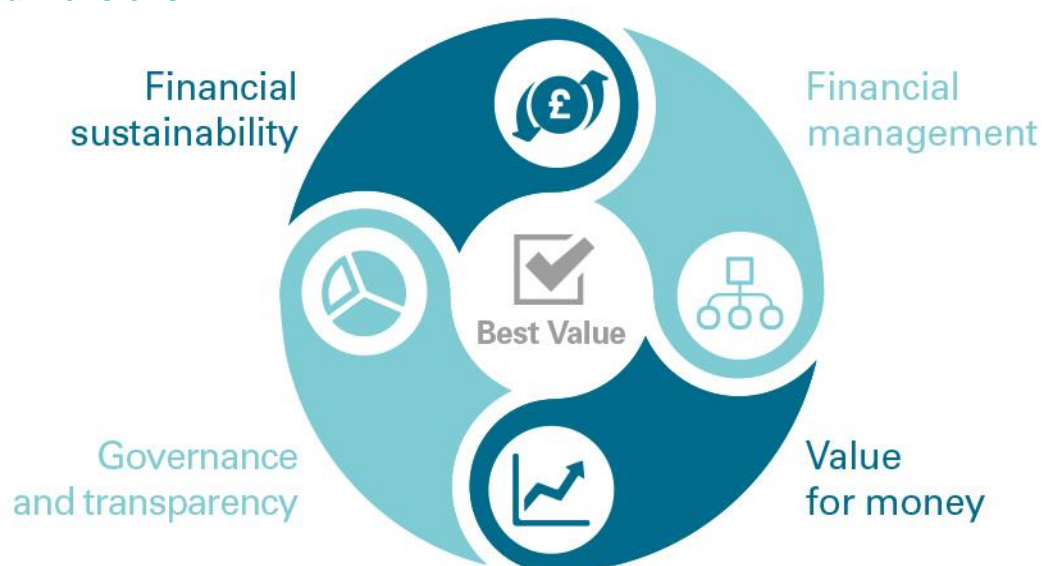 Financial
sustainability
Financial
management
£
Best Value
Governance
and transparency
Value
for money